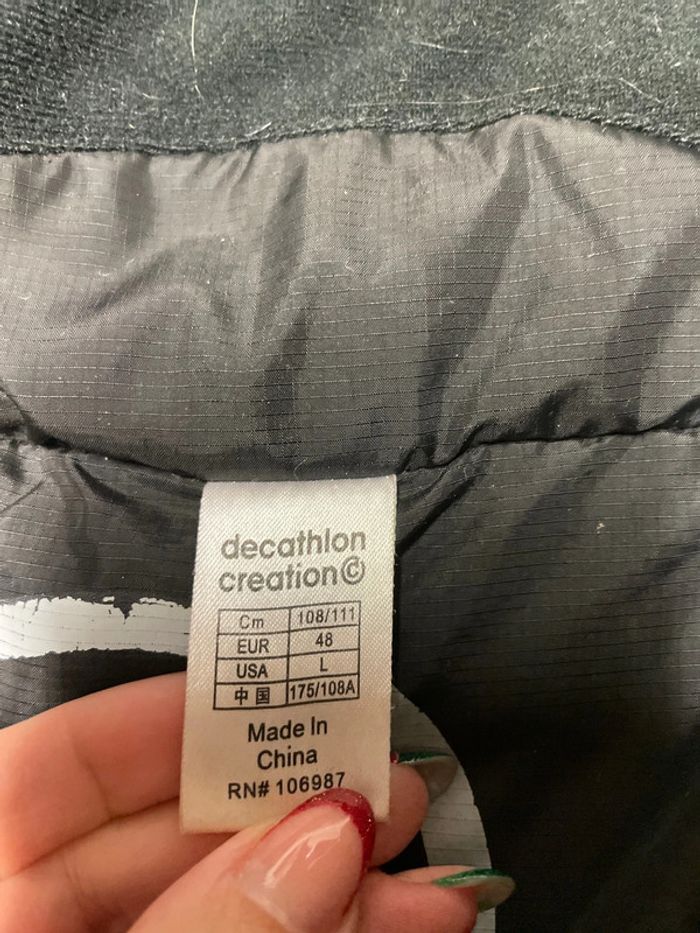 decathlon
creation©
Cm 108/111
EUR 48
USA L
中国 175/108A
Made In
China
RN# 106987